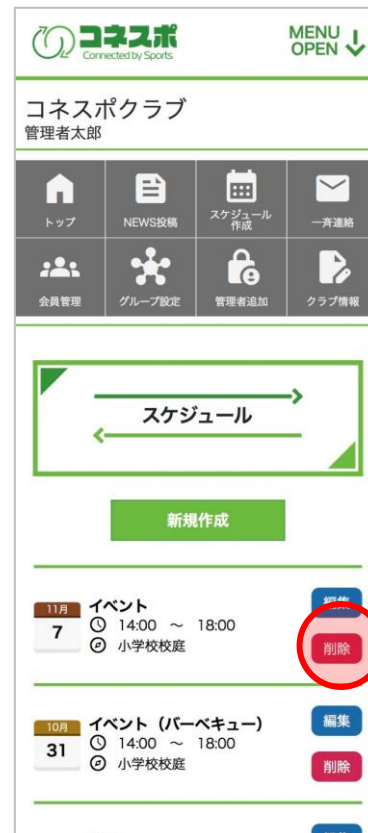 コネスポ
Connected by Sports
MENU
OPEN
コネスポクラブ
管理者太郎
トップ
NEWS投稿
スケジュール
作成
一斉連絡
会員管理
グループ設定
管理者追加
クラブ情報
スケジュール
新規作成
11月
7
イベント
14:00 ～ 18:00
小学校校庭
編集
削除
10月
31
イベント（バーベキュー）
14:00 ～ 18:00
小学校校庭
編集
削除